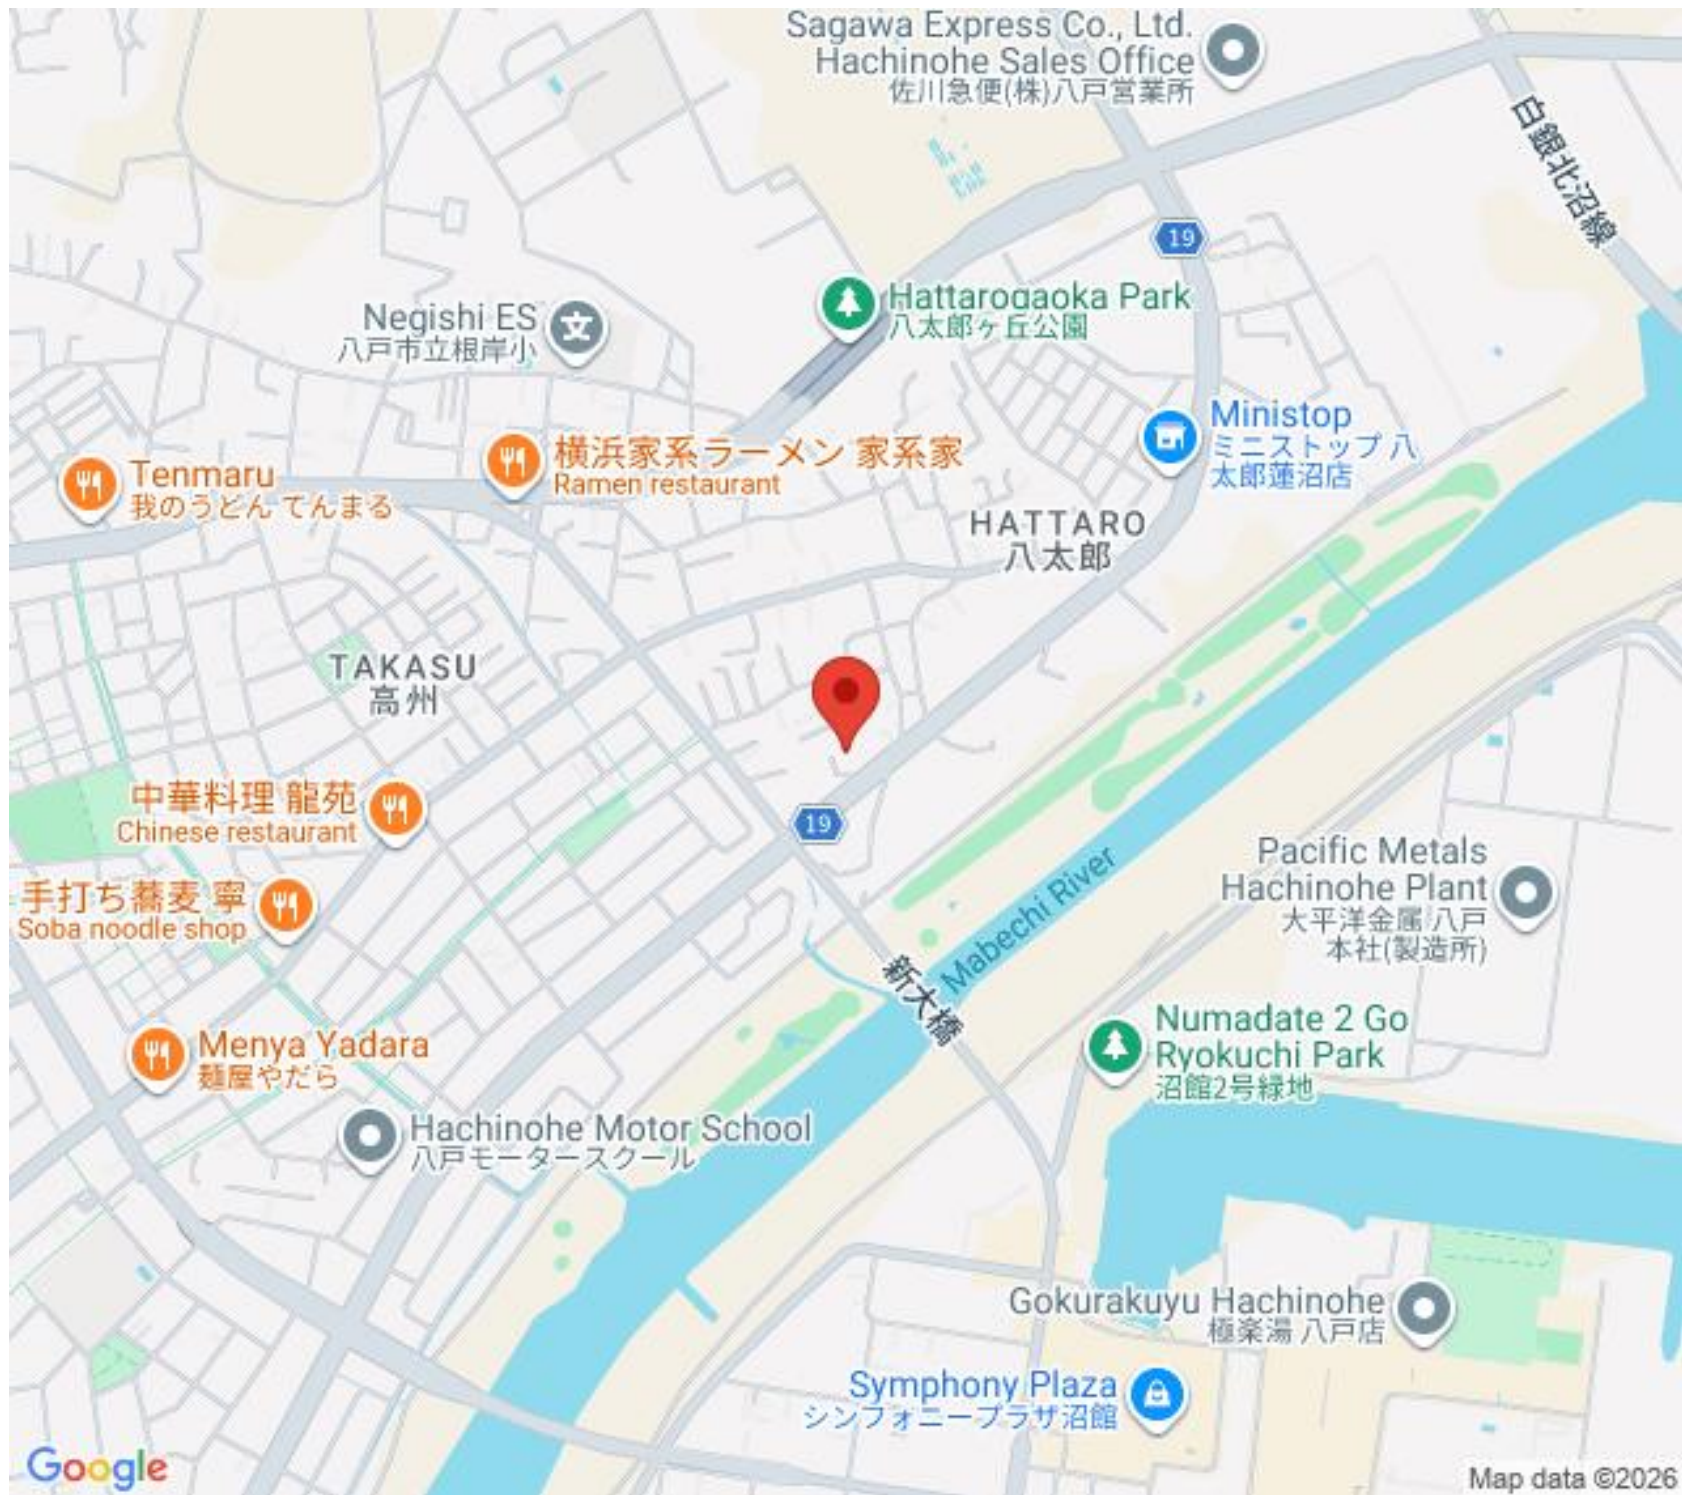 Sagawa Express Co., Ltd.
Hachinohe Sales Office
佐川急便(株)八戸営業所
白銀北沼線
19
Hattarogaoka Park
八太郎ヶ丘公園
Negishi ES
文
八戸市立根岸小
Ministop
ミニストップ 八
太郎蓮沼店
横浜家系ラーメン 家系家
Ramen restaurant
Tenmaru
我のうどん てんまる
HATTARO
八太郎
TAKASU
高州
中華料理 龍苑
Chinese restaurant
19
Pacific Metals
Hachinohe Plant
大平洋金属 八戸
本社(製造所)
手打ち蕎麦 寧
Soba noodle shop
Mabechi River
新大橋
Numadate 2 Go
Ryokuchi Park
沼館2号緑地
Menya Yadara
麺屋やだら
Hachinohe Motor School
八戸モータースクール
Gokurakuyu Hachinohe
極楽湯 八戸店
Symphony Plaza
シンフォニープラザ沼館
Google
Map data ©2026